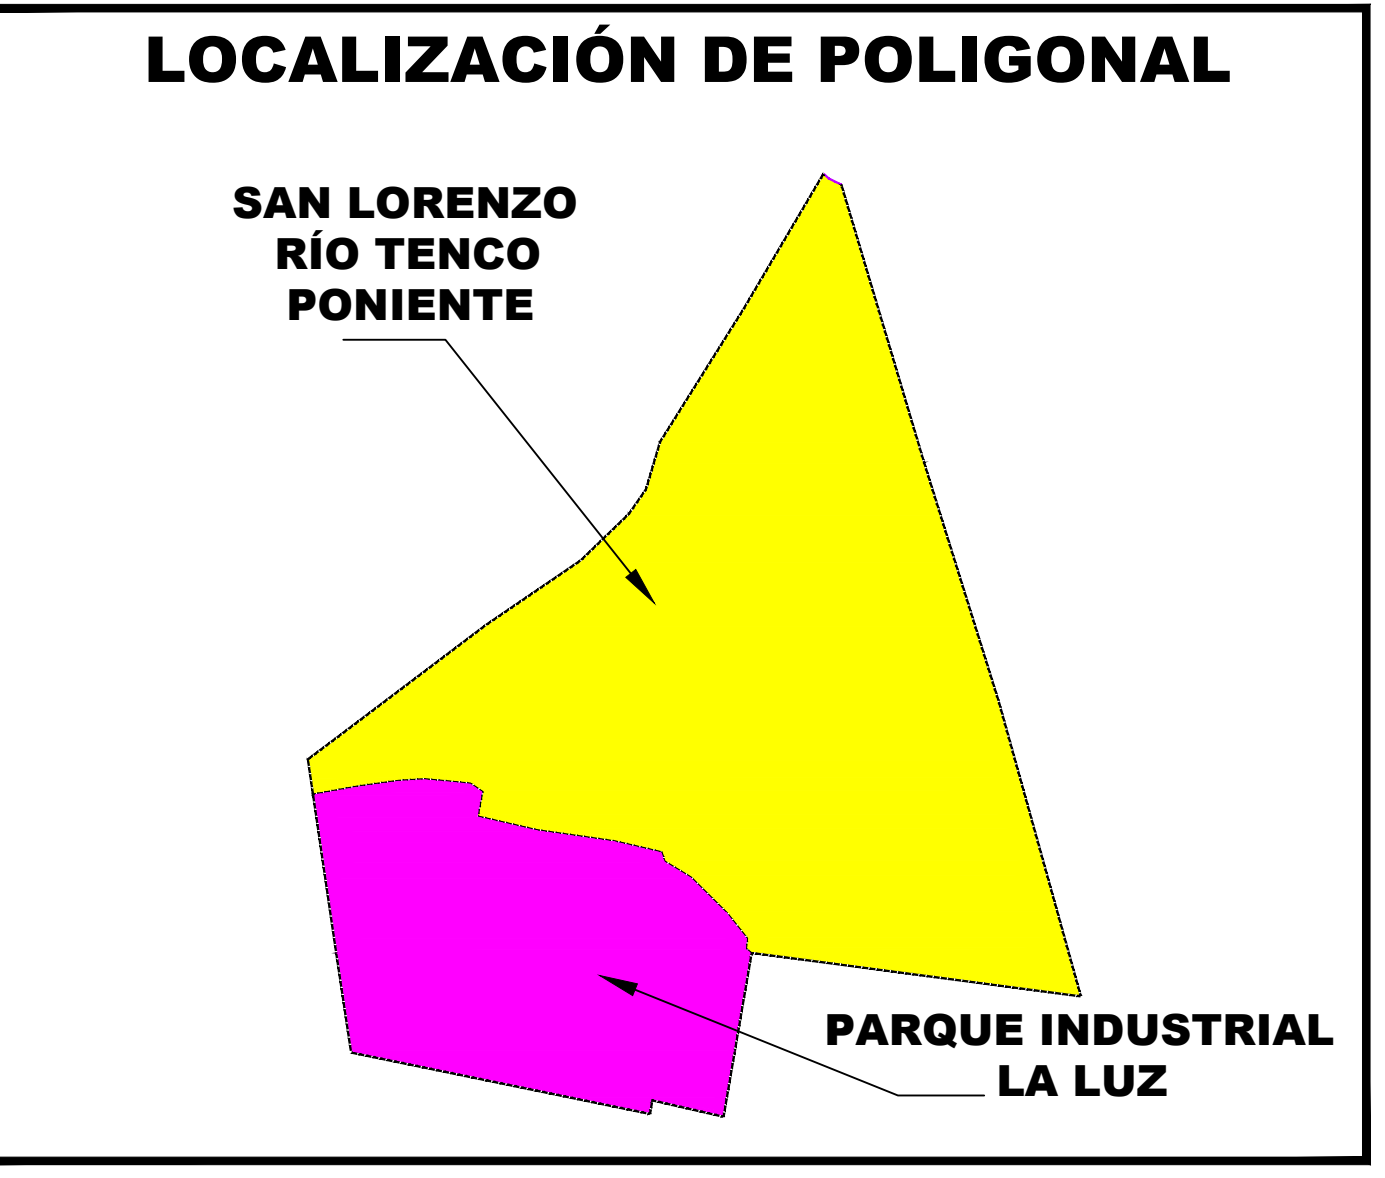 LOCALIZACIÓN DE POLIGONAL
SAN LORENZO
RÍO TENCO
PONIENTE
PARQUE INDUSTRIAL
LA LUZ